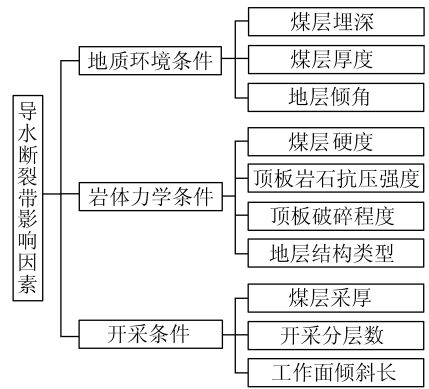 导水断裂带影响因素
地质环境条件
煤层埋深
煤层厚度
地层倾角
岩体力学条件
煤层硬度
顶板岩石抗压强度
顶板破碎程度
地层结构类型
开采条件
煤层采厚
开采分层数
工作面倾斜长